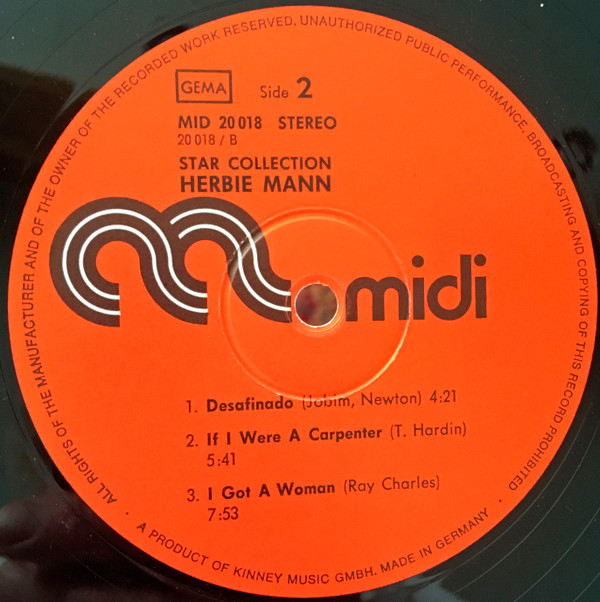 ALL RIGHTS OF THE MANUFACTURER AND OF THE OWNER OF THE RECORDED WORK RESERVED. UNAUTHORIZED PUBLIC PERFORMANCE, BROADCASTING AND COPYING OF THIS RECORD PROHIBITED
GEMA Side 2
MID 20 018 STEREO
20 018 / B
STAR COLLECTION
HERBIE MANN
midi
1. Desafinado (Jobim, Newton) 4:21
2. If I Were A Carpenter (T. Hardin)
5:41
3. I Got A Woman (Ray Charles)
7:53
· A PRODUCT OF KINNEY MUSIC GMBH. MADE IN GERMANY ·